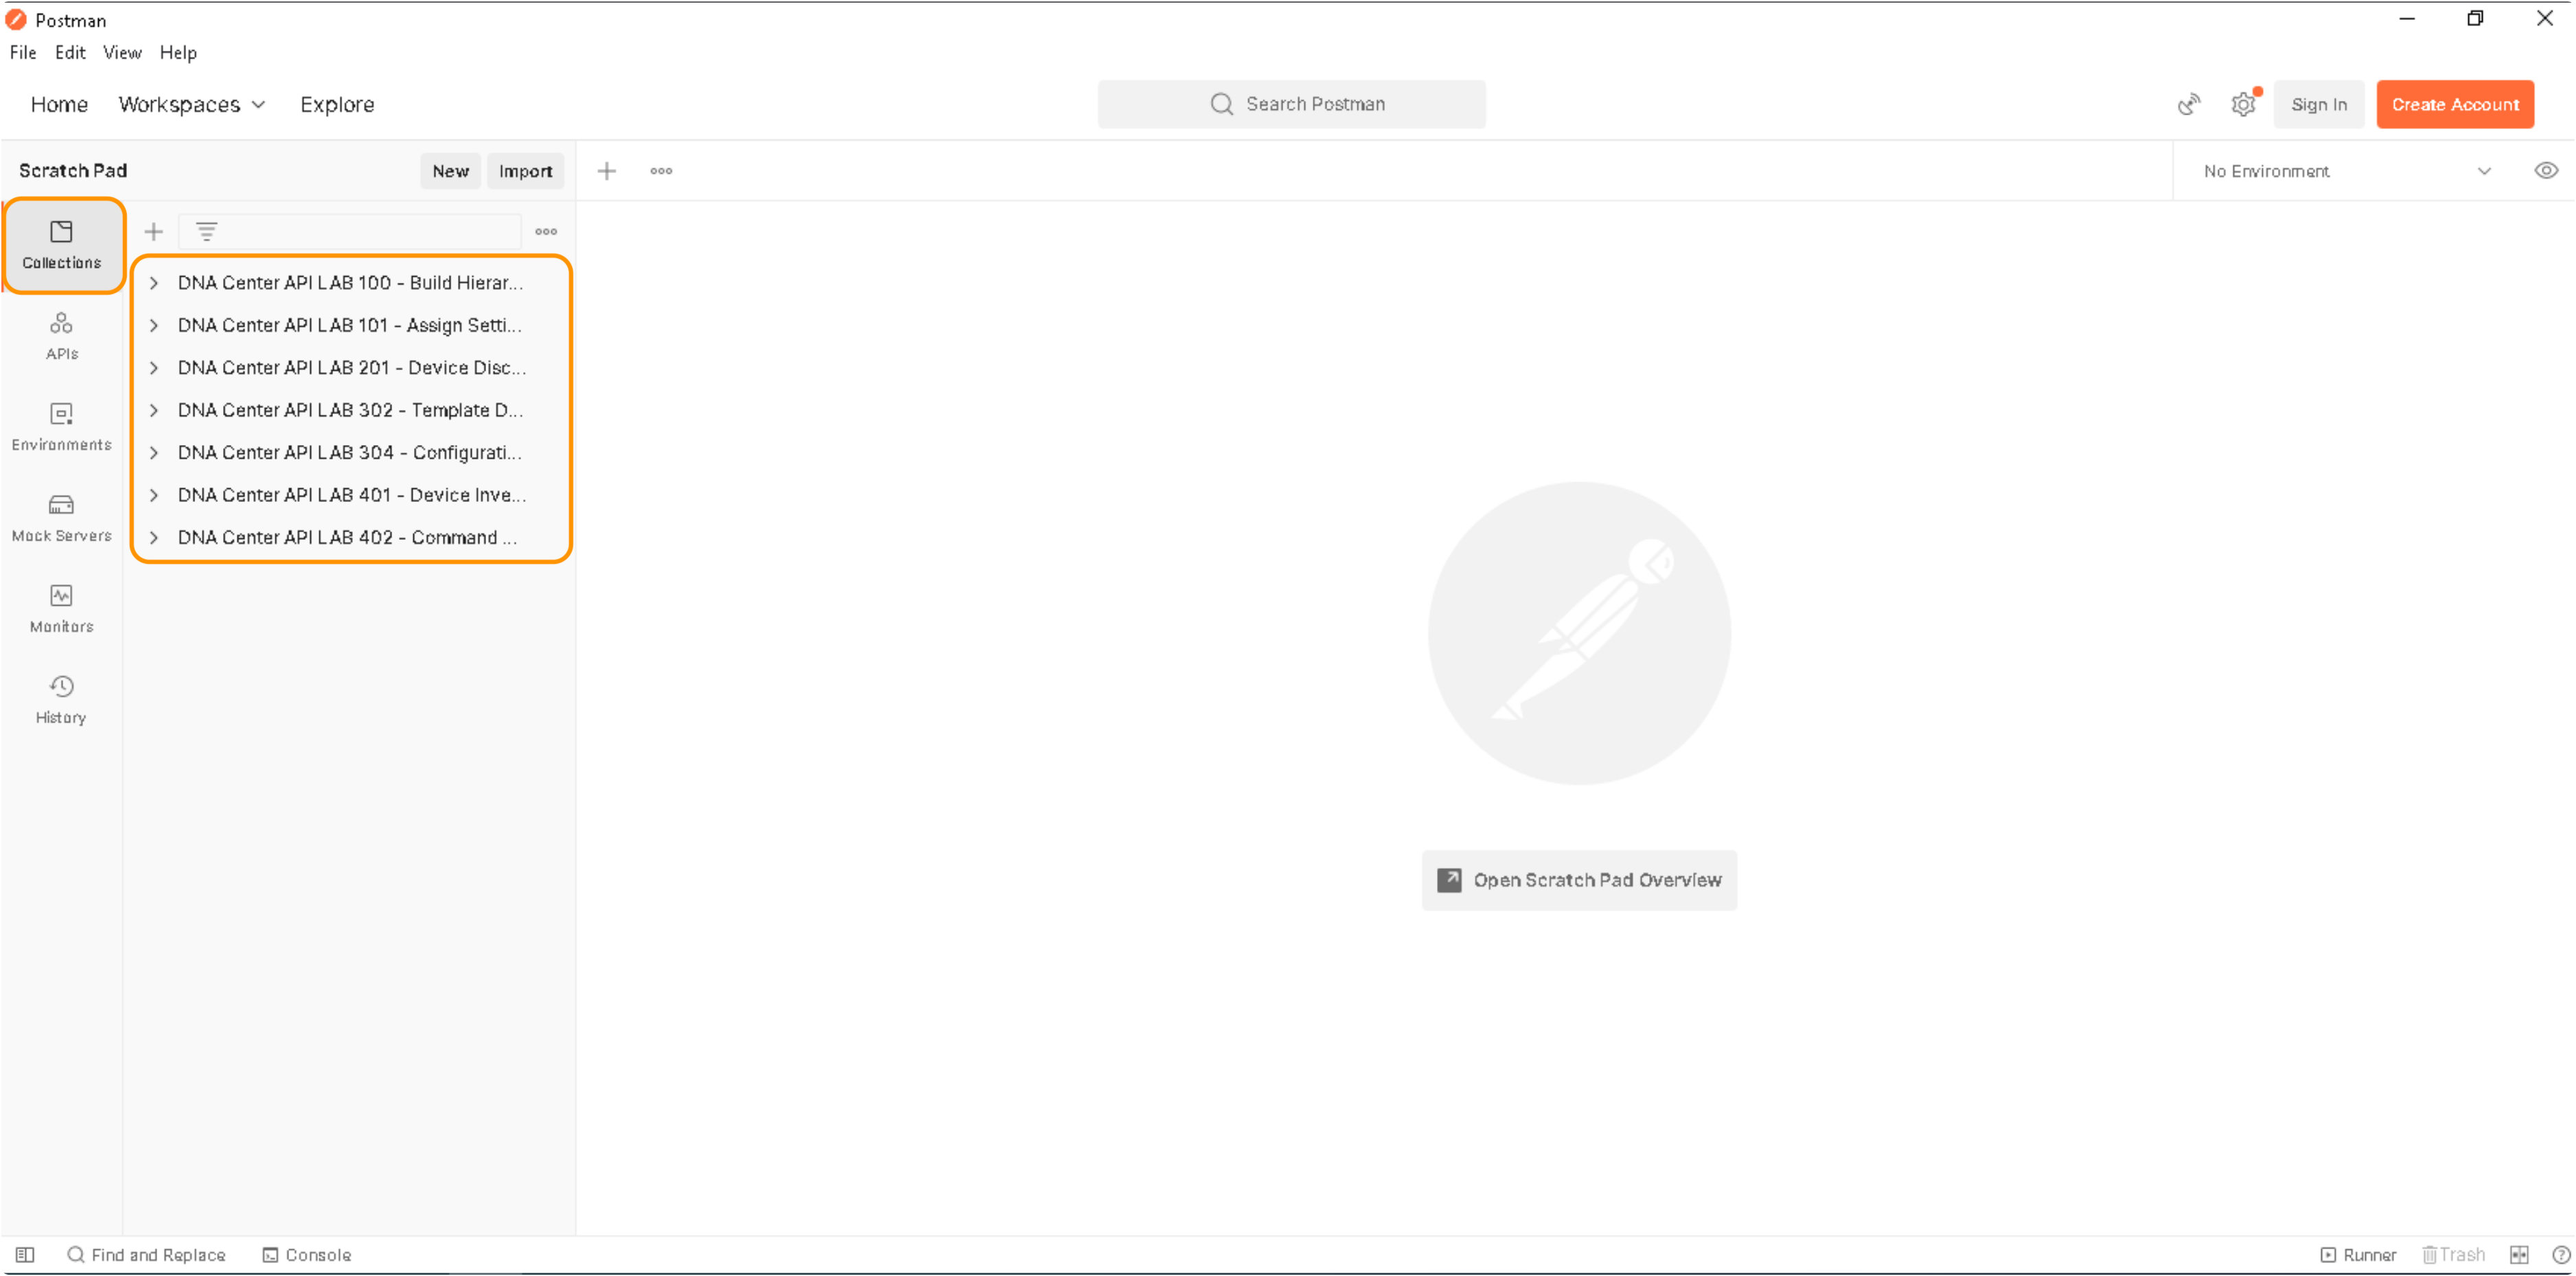 Postman
File Edit View Help
Home Workspaces Explore
Search Postman
Sign In
Create Account
Scratch Pad
New
Import
No Environment
Collections
APIs
Environments
Mock Servers
Monitors
History
DNA Center API LAB 100 - Build Hierar...
DNA Center API LAB 101 - Assign Setti...
DNA Center API LAB 201 - Device Disc...
DNA Center API LAB 302 - Template D...
DNA Center API LAB 304 - Configurati...
DNA Center API LAB 401 - Device Inve...
DNA Center API LAB 402 - Command ...
Open Scratch Pad Overview
Find and Replace
Console
Runner
Trash